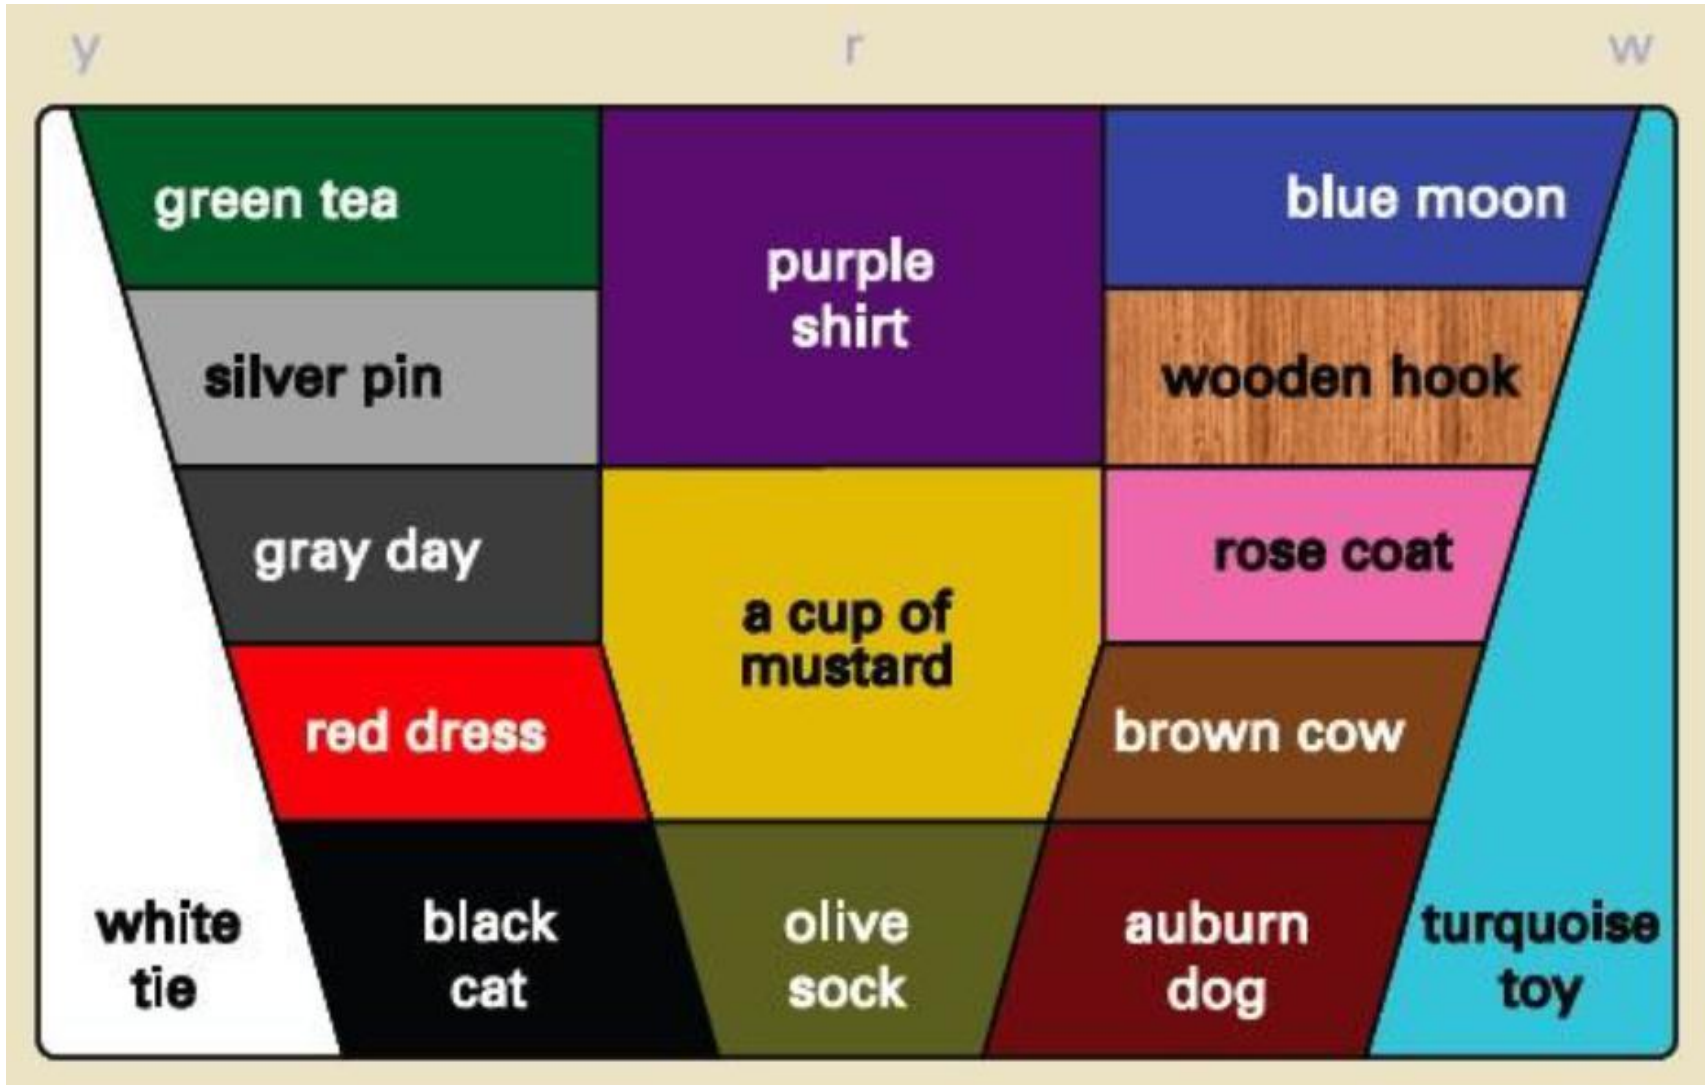 y r w
green tea
purple
shirt
blue moon
silver pin
wooden hook
gray day
a cup of
mustard
rose coat
red dress
brown cow
white
tie
black
cat
olive
sock
auburn
dog
turquoise
toy